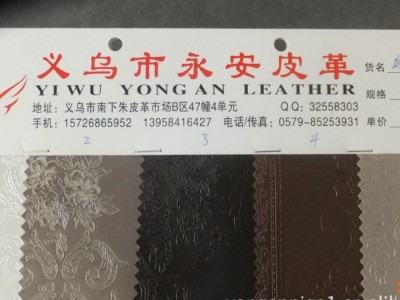 义乌市永安皮革
YI WU YONG AN LEATHER
货名
规格
单价
地址：义乌市南下朱皮革市场B区47幢4单元 QQ：32558303
手机：15726865952 13958416427 电话/传真：0579-85253931
2 3 4